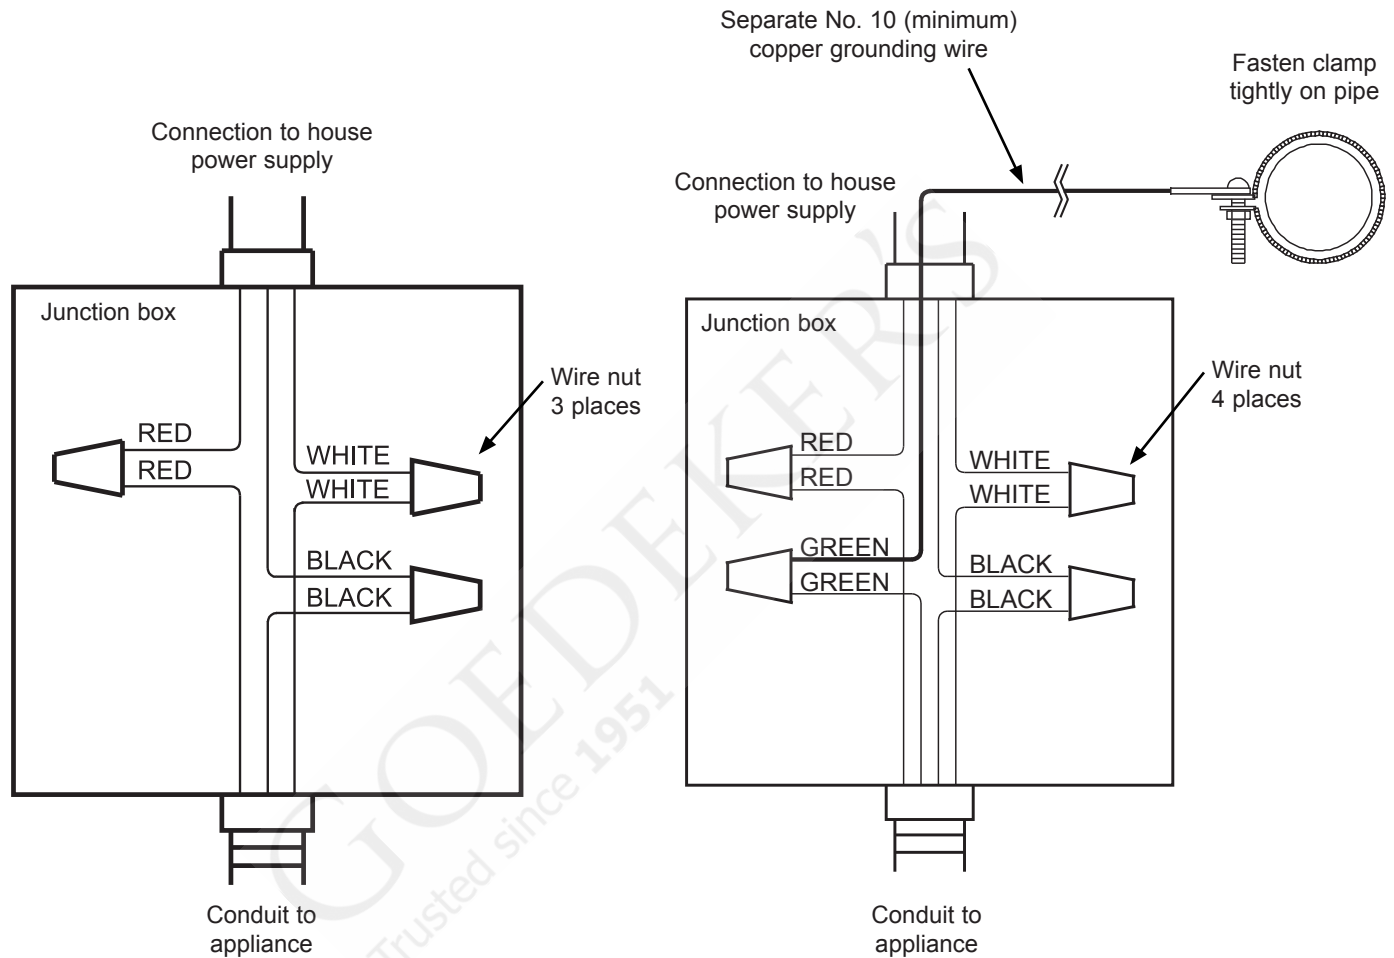 Connection to house
power supply
Junction box
Wire nut
3 places
RED
RED
WHITE
WHITE
BLACK
BLACK
Conduit to
appliance
Separate No. 10 (minimum)
copper grounding wire
Fasten clamp
tightly on pipe
Connection to house
power supply
Junction box
Wire nut
4 places
RED
RED
WHITE
WHITE
GREEN
GREEN
BLACK
BLACK
Conduit to
appliance
GOEDEKER'S
Trusted since 1951